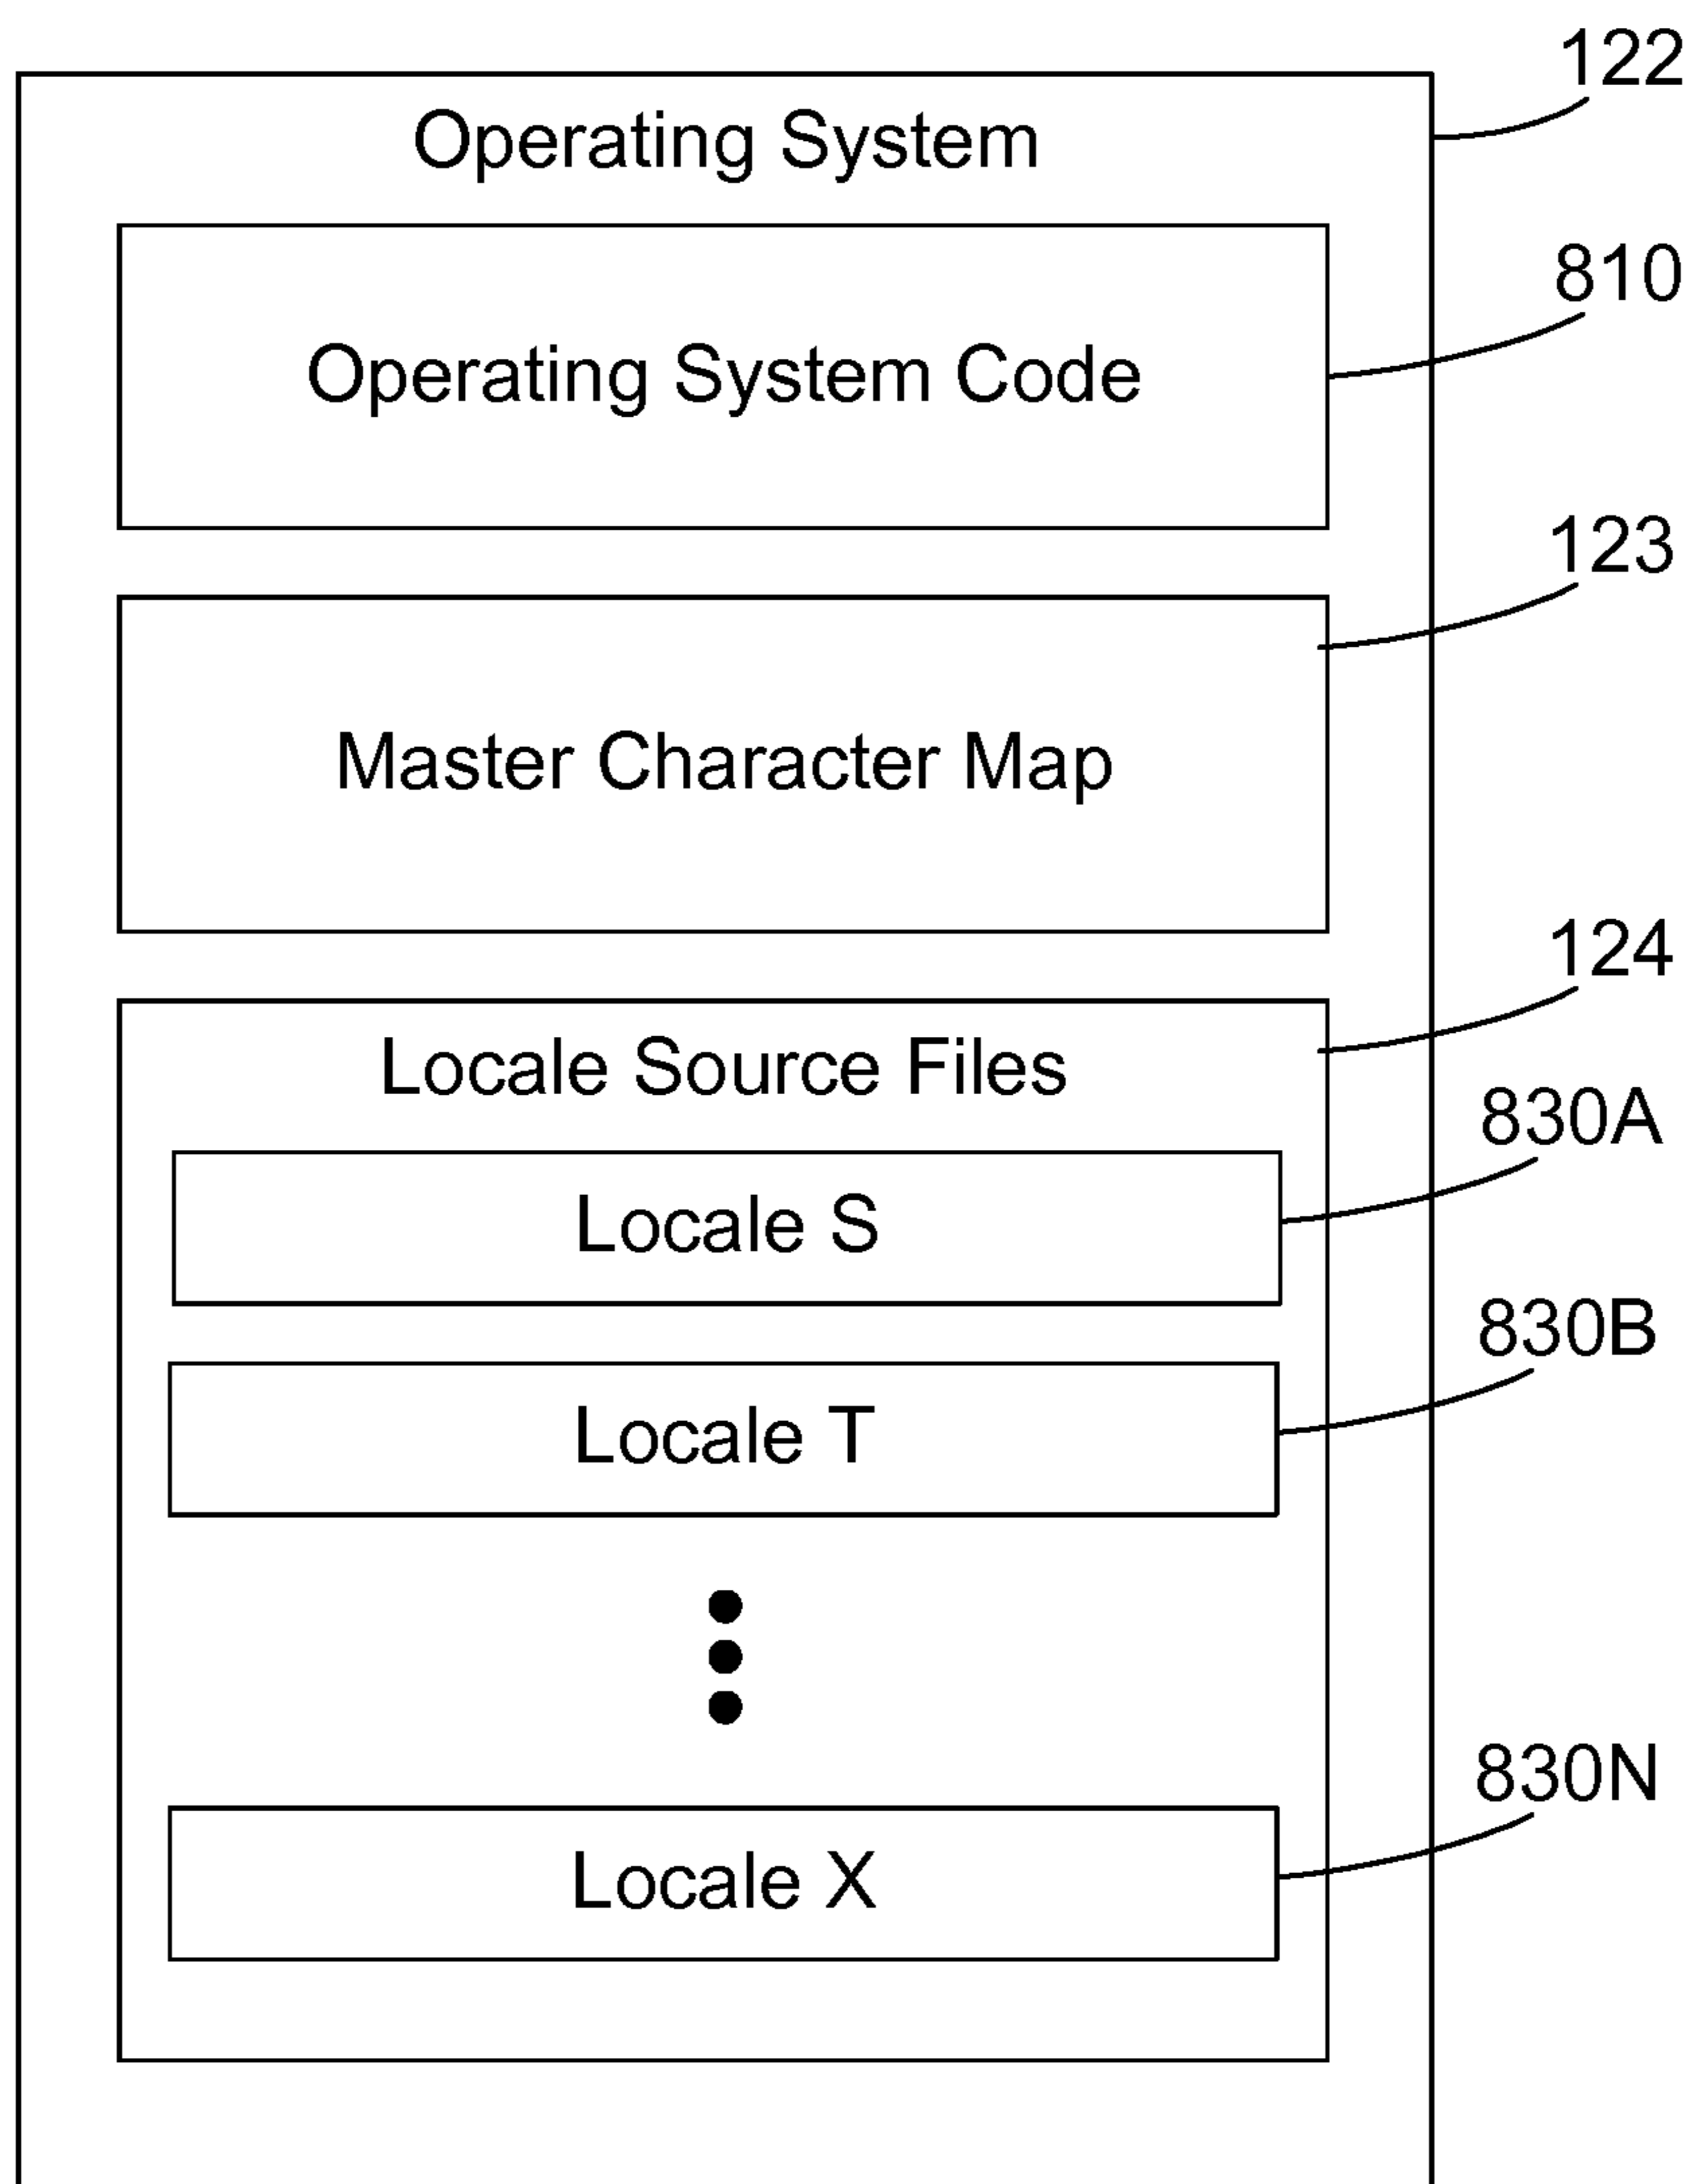 122
Operating System
810
Operating System Code
123
Master Character Map
124
Locale Source Files
830A
Locale S
830B
Locale T
830N
Locale X